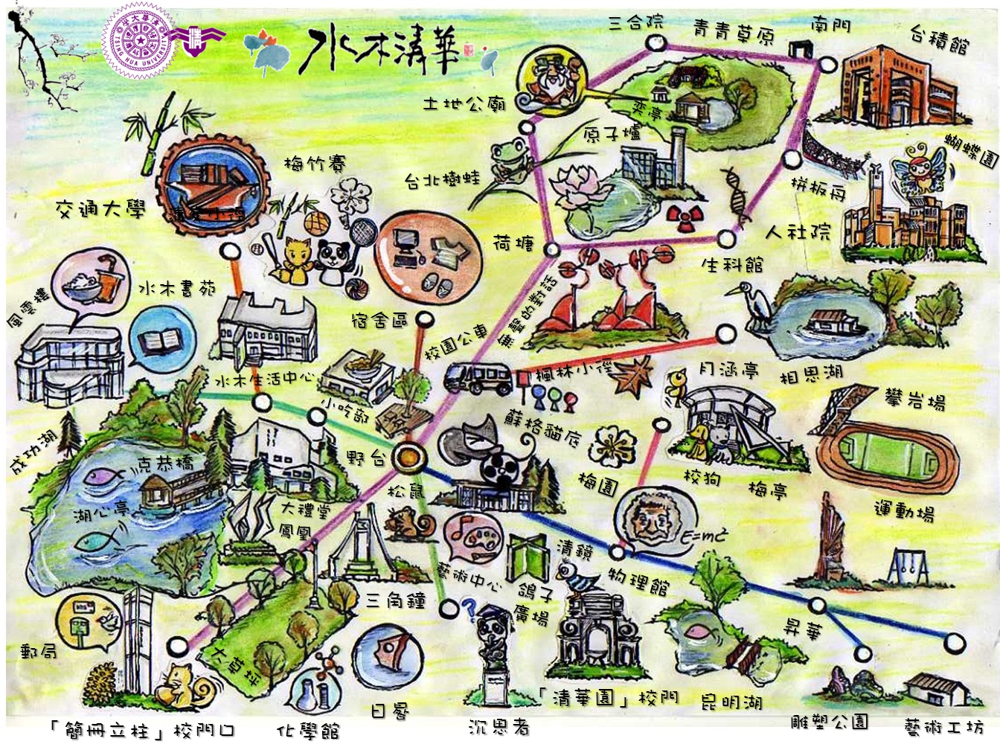 水木清華
TSING HUA UNIVERSITY
三合院
青青草原
南門
台積館
土地公廟
奕亭
原子爐
蝴蝶園
梅竹賽
台北樹蛙
拼板舟
交通大學
清交小徑
人社院
荷塘
生科館
水木書苑
風雲樓
焦聲的對話
宿舍區
校園公車
楓林小徑
月涵亭
相思湖
水木生活中心
小吃部
攀岩場
蘇格貓底
成功湖
克恭橋
野台
梅園
校狗
梅亭
松鼠
湖心亭
大禮堂
鳳凰
運動場
E=mc²
清鏡
藝術中心
物理館
鴿子
廣場
三角鐘
?
昇華
郵局
大草坪
「清華園」校門
昆明湖
日晷
「簡冊立柱」校門口
化學館
沉思者
雕塑公園
藝術工坊